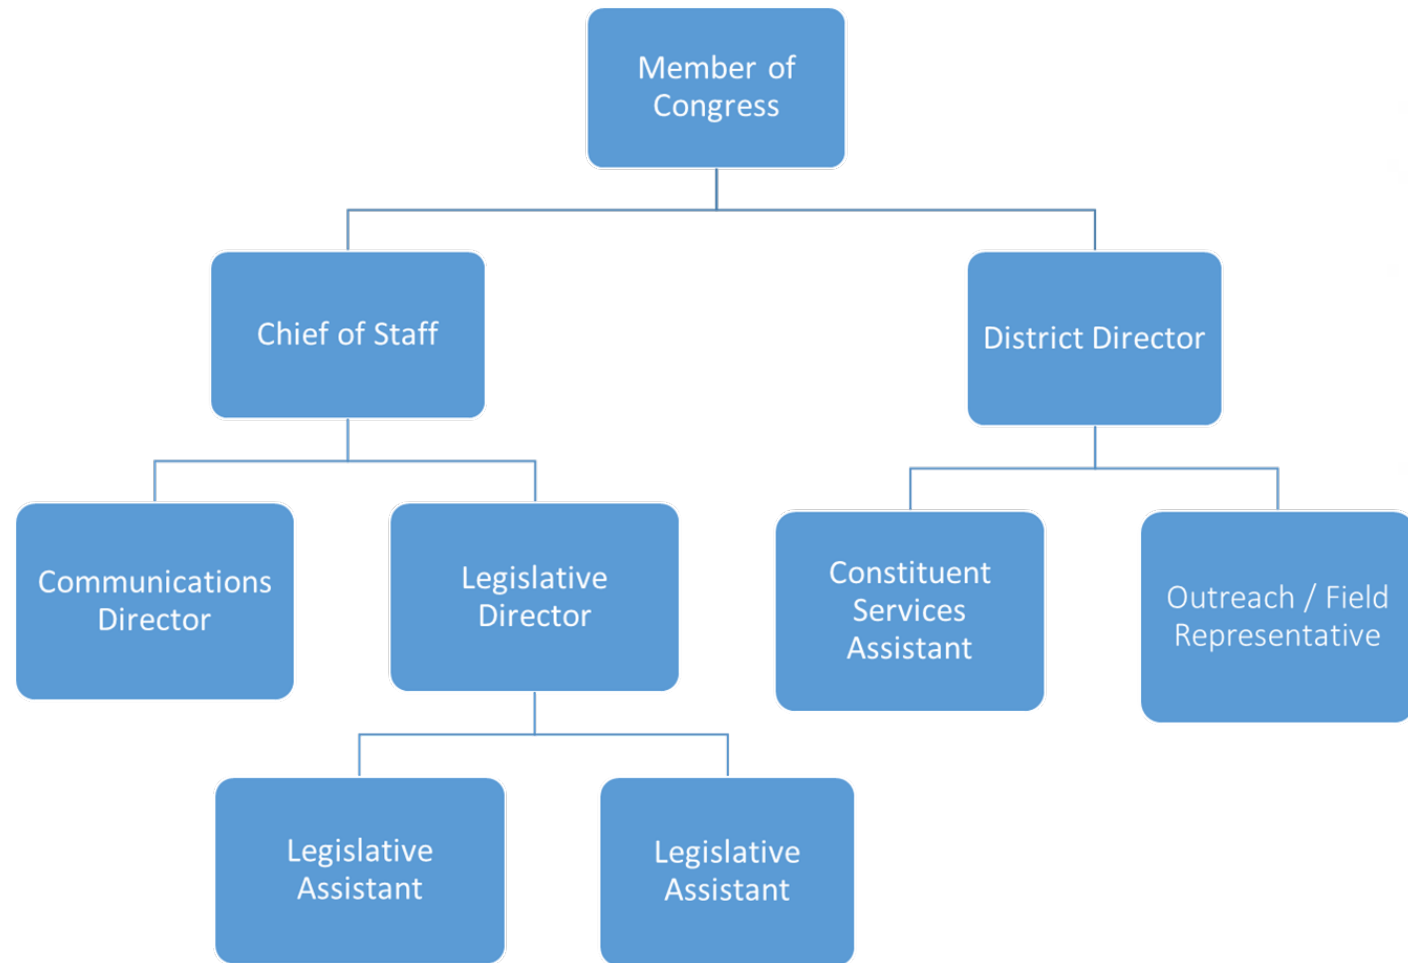 Member of
Congress
Chief of Staff
District Director
Communications
Director
Legislative
Director
Constituent
Services
Assistant
Outreach / Field
Representative
Legislative
Assistant
Legislative
Assistant